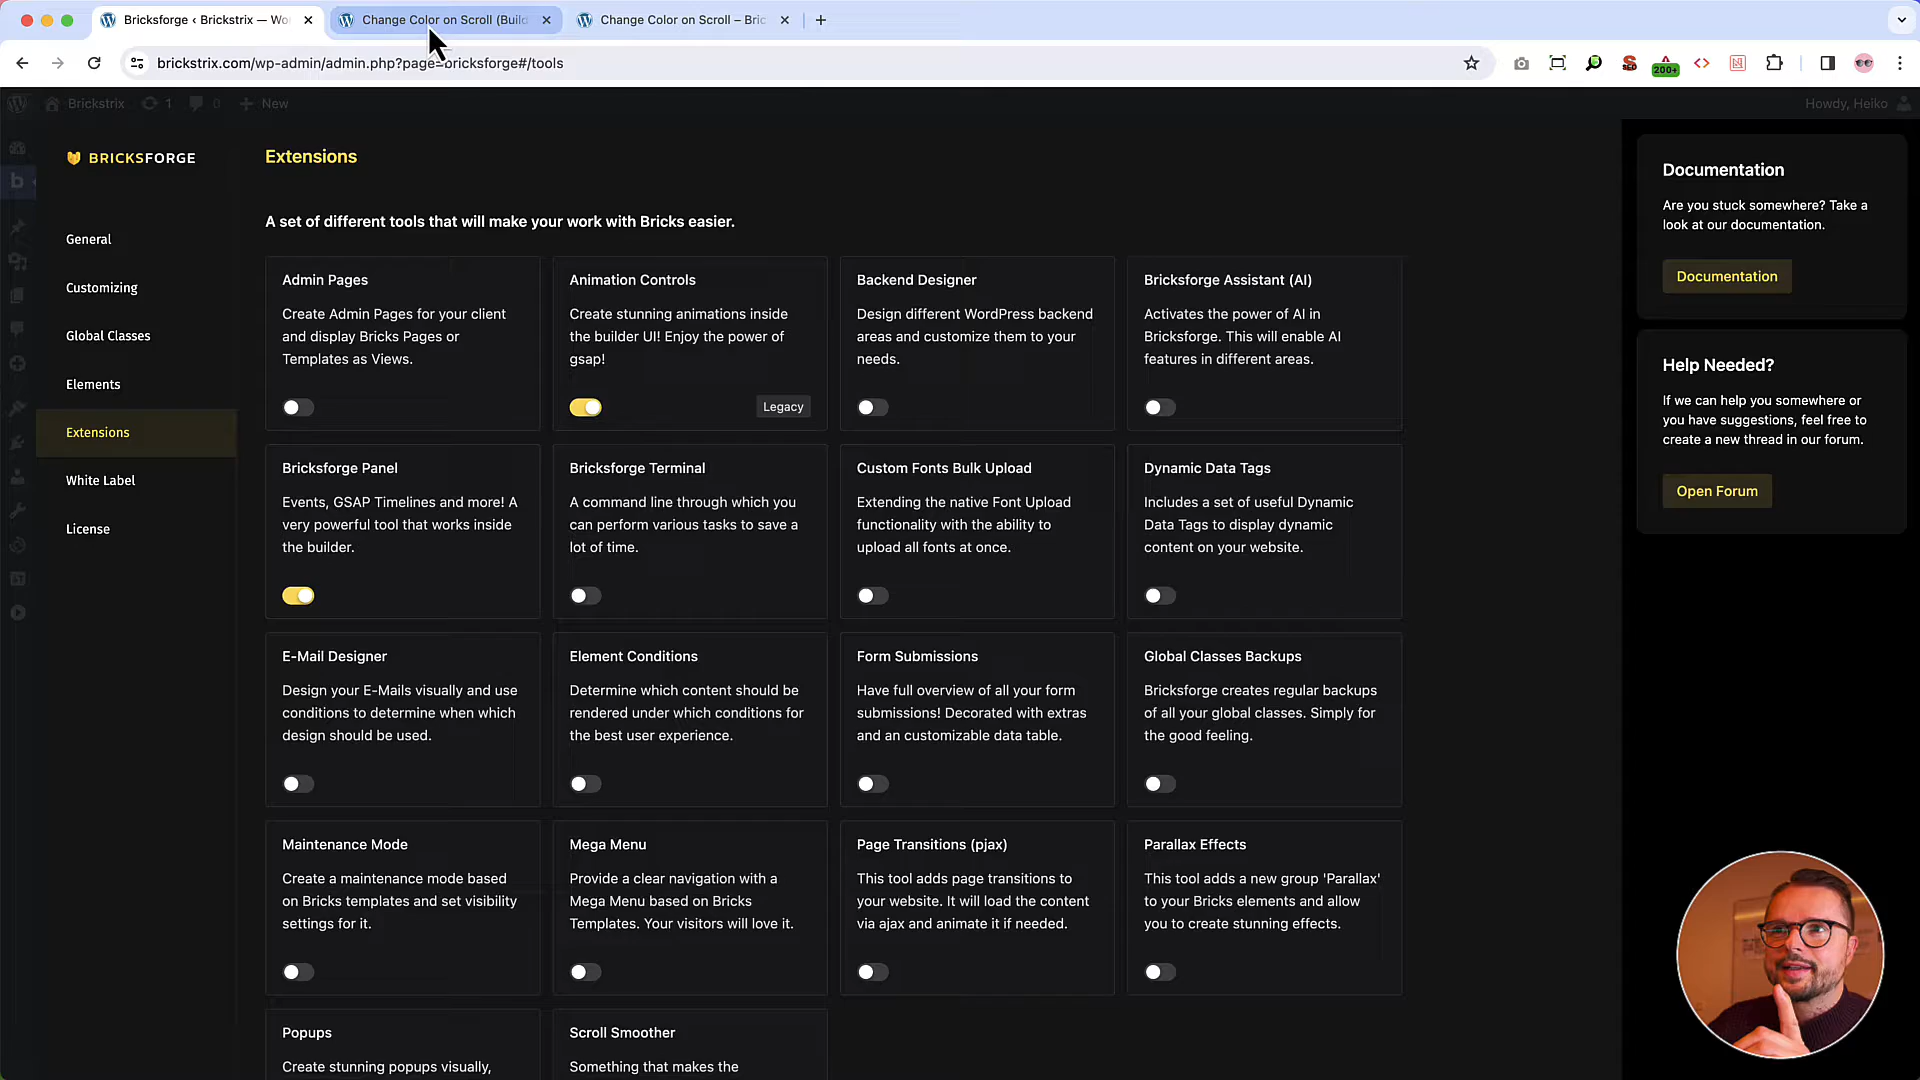 Bricksforge ‹ Brickstrix — Wo
Change Color on Scroll (Build
Change Color on Scroll – Bric
brickstrix.com/wp-admin/admin.php?page=bricksforge#/tools
200+
Brickstrix
1
0
New
Howdy, Heiko
BRICKSFORGE
General
Customizing
Global Classes
Elements
Extensions
White Label
License
Extensions
A set of different tools that will make your work with Bricks easier.
Admin Pages
Create Admin Pages for your client
and display Bricks Pages or
Templates as Views.
Animation Controls
Create stunning animations inside
the builder UI! Enjoy the power of
gsap!
Legacy
Backend Designer
Design different WordPress backend
areas and customize them to your
needs.
Bricksforge Assistant (AI)
Activates the power of AI in
Bricksforge. This will enable AI
features in different areas.
Bricksforge Panel
Events, GSAP Timelines and more! A
very powerful tool that works inside
the builder.
Bricksforge Terminal
A command line through which you
can perform various tasks to save a
lot of time.
Custom Fonts Bulk Upload
Extending the native Font Upload
functionality with the ability to
upload all fonts at once.
Dynamic Data Tags
Includes a set of useful Dynamic
Data Tags to display dynamic
content on your website.
E-Mail Designer
Design your E-Mails visually and use
conditions to determine when which
design should be used.
Element Conditions
Determine which content should be
rendered under which conditions for
the best user experience.
Form Submissions
Have full overview of all your form
submissions! Decorated with extras
and an customizable data table.
Global Classes Backups
Bricksforge creates regular backups
of all your global classes. Simply for
the good feeling.
Maintenance Mode
Create a maintenance mode based
on Bricks templates and set visibility
settings for it.
Mega Menu
Provide a clear navigation with a
Mega Menu based on Bricks
Templates. Your visitors will love it.
Page Transitions (pjax)
This tool adds page transitions to
your website. It will load the content
via ajax and animate it if needed.
Parallax Effects
This tool adds a new group 'Parallax'
to your Bricks elements and allow
you to create stunning effects.
Popups
Create stunning popups visually,
Scroll Smoother
Something that makes the
Documentation
Are you stuck somewhere? Take a
look at our documentation.
Documentation
Help Needed?
If we can help you somewhere or
you have suggestions, feel free to
create a new thread in our forum.
Open Forum